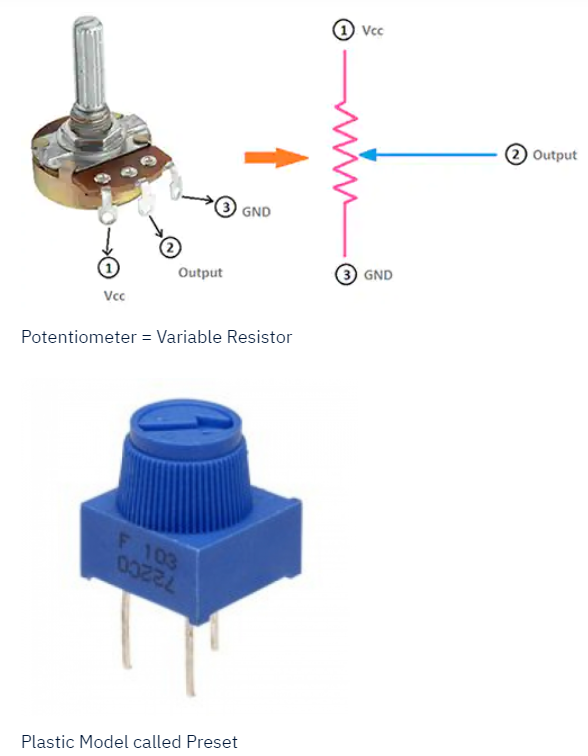 1 Vcc
2 Output
3 GND
1
Vcc
2
Output
3 GND
Potentiometer = Variable Resistor
F 103
722C0
Plastic Model called Preset